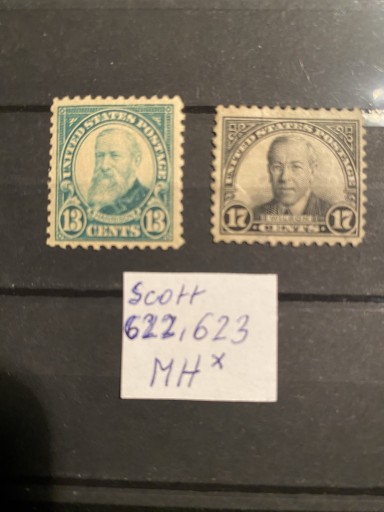 UNITED STATES POSTAGE
13 HARRISON 13
CENTS
UNITED STATES POSTAGE
17 WILSON 17
CENTS
Scott
622,623
MH x